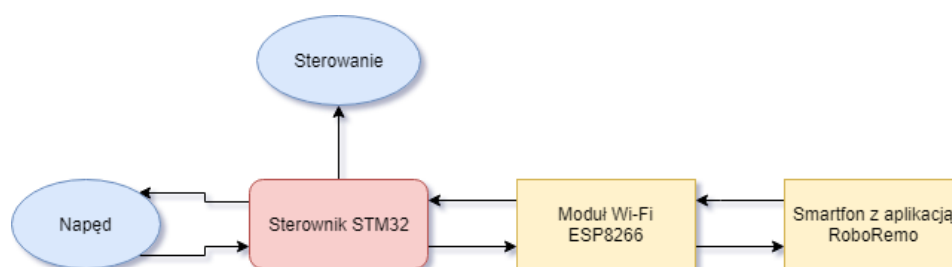 Sterowanie
Napęd
Sterownik STM32
Moduł Wi-Fi
ESP8266
Smartfon z aplikacją
RoboRemo